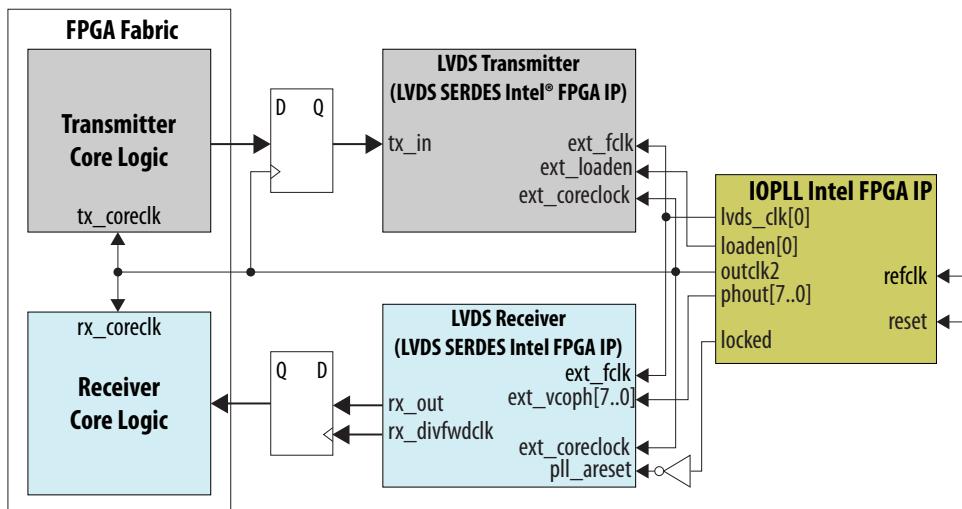 FPGA Fabric
Transmitter
Core Logic
tx_coreclk
D Q
LVDS Transmitter
(LVDS SERDES Intel® FPGA IP)
tx_in
ext_fclk
ext_loaden
ext_coreclock
IOPLL Intel FPGA IP
lvds_clk[0]
loaden[0]
outclk2
phout[7..0]
locked
refclk
reset
rx_coreclk
Receiver
Core Logic
Q D
LVDS Receiver
(LVDS SERDES Intel FPGA IP)
ext_fclk
ext_vcoph[7..0]
rx_out
rx_divfwdclk
ext_coreclock
pll_areset